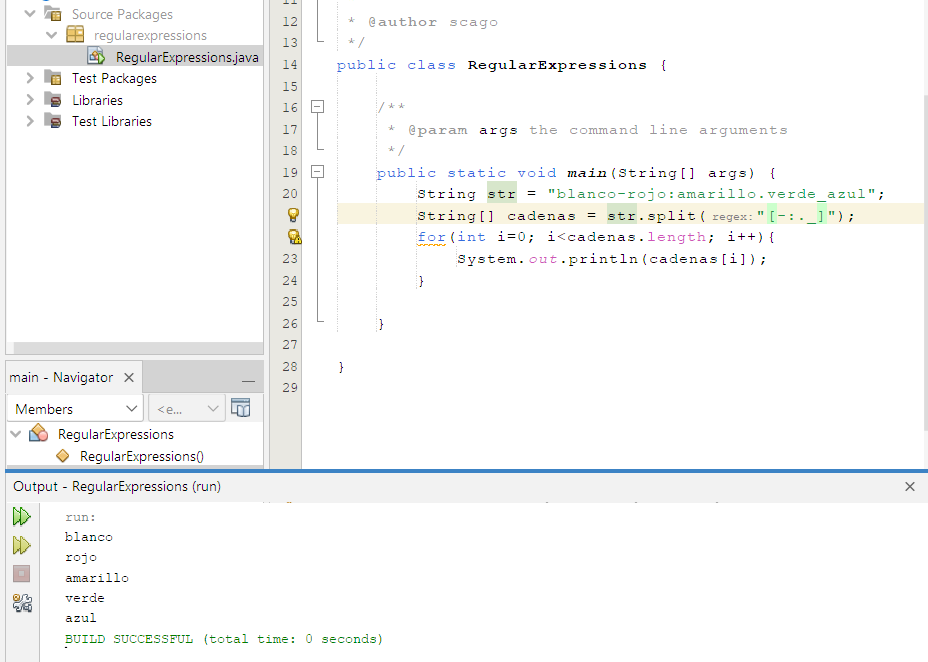 Source Packages
regularexpressions
RegularExpressions.java
Test Packages
Libraries
Test Libraries
11
12 * @author scago
13 */
14 public class RegularExpressions {
15
16 /**
17 * @param args the command line arguments
18 */
19 public static void main(String[] args) {
20 String str = "blanco-rojo:amarillo.verde_azul";
String[] cadenas = str.split( regex: "[-:._]");
for(int i=0; i<cadenas.length; i++){
23 System.out.println(cadenas[i]);
24 }
25
26 }
27
28 }
29
main - Navigator
Members
<e...
RegularExpressions
RegularExpressions()
Output - RegularExpressions (run)
run:
blanco
rojo
amarillo
verde
azul
BUILD SUCCESSFUL (total time: 0 seconds)